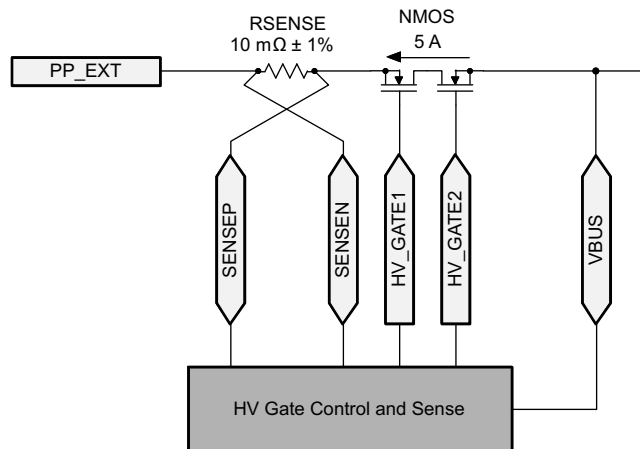 RSENSE
10 mΩ ± 1%
NMOS
5 A
PP_EXT
SENSEP
SENSEN
HV_GATE1
HV_GATE2
VBUS
HV Gate Control and Sense